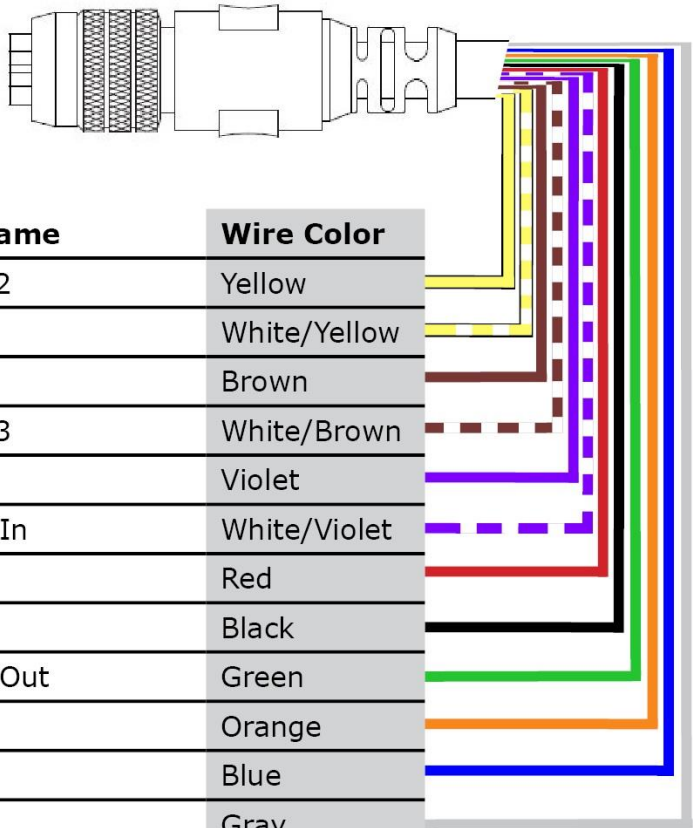 ame Wire Color
2 Yellow
White/Yellow
Brown
3 White/Brown
Violet
In White/Violet
Red
Black
Out Green
Orange
Blue
Gray